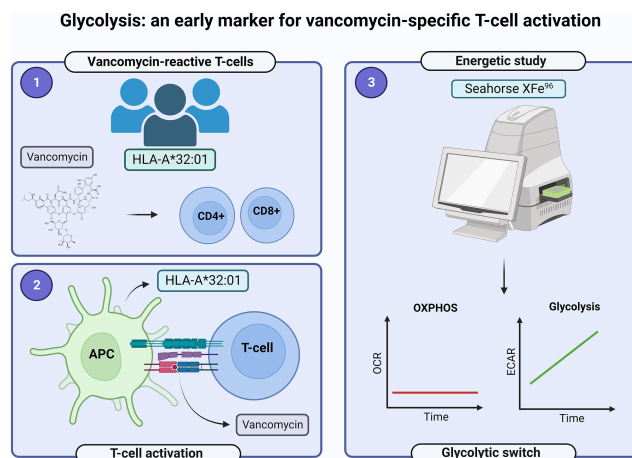 Glycolysis: an early marker for vancomycin-specific T-cell activation
Vancomycin-reactive T-cells
1
HLA-A*32:01
Vancomycin
CD4+
CD8+
2
HLA-A*32:01
APC
T-cell
Vancomycin
T-cell activation
Energetic study
3
Seahorse XFe96
OXPHOS
OCR
Time
Glycolysis
ECAR
Time
Glycolytic switch